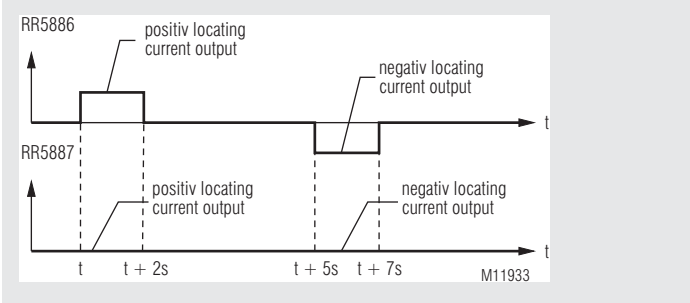 RR5886
positiv locating
current output
negativ locating
current output
t
RR5887
positiv locating
current output
negativ locating
current output
t
t
t + 2s
t + 5s
t + 7s
M11933